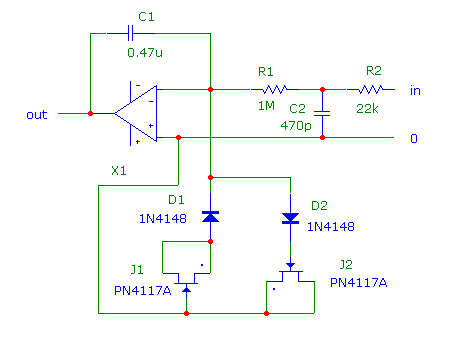 C1
0.47u
R1
R2
in
1M
C2
22k
470p
out
-
-
+
+
0
X1
D1
1N4148
D2
1N4148
J1
PN4117A
J2
PN4117A